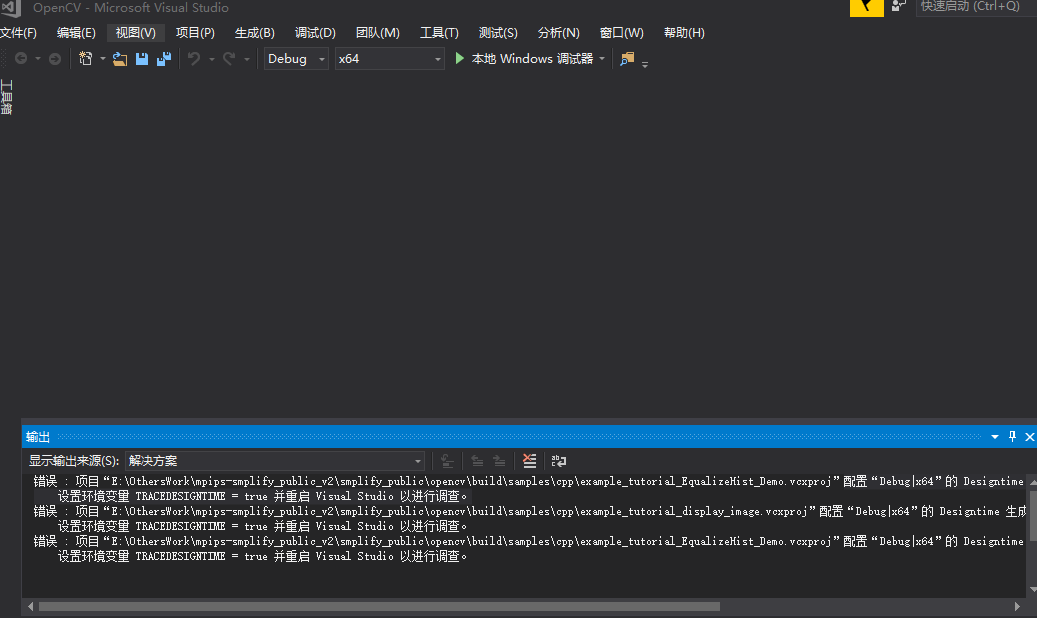 OpenCV - Microsoft Visual Studio
快速启动 (Ctrl+Q)
文件(F) 编辑(E) 视图(V) 项目(P) 生成(B) 调试(D) 团队(M) 工具(T) 测试(S) 分析(N) 窗口(W) 帮助(H)
Debug x64 本地 Windows 调试器
工具箱
输出
显示输出来源(S): 解决方案
错误 : 项目“E:\OthersWork\mpips-smplify_public_v2\smplify_public\opencv\build\samples\cpp\example_tutorial_EqualizeHist_Demo.vcxproj”配置“Debug|x64”的 Designtime
设置环境变量 TRACEDESIGNTIME = true 并重启 Visual Studio 以进行调查。
错误 : 项目“E:\OthersWork\mpips-smplify_public_v2\smplify_public\opencv\build\samples\cpp\example_tutorial_display_image.vcxproj”配置“Debug|x64”的 Designtime 生成
设置环境变量 TRACEDESIGNTIME = true 并重启 Visual Studio 以进行调查。
错误 : 项目“E:\OthersWork\mpips-smplify_public_v2\smplify_public\opencv\build\samples\cpp\example_tutorial_EqualizeHist_Demo.vcxproj”配置“Debug|x64”的 Designtime
设置环境变量 TRACEDESIGNTIME = true 并重启 Visual Studio 以进行调查。